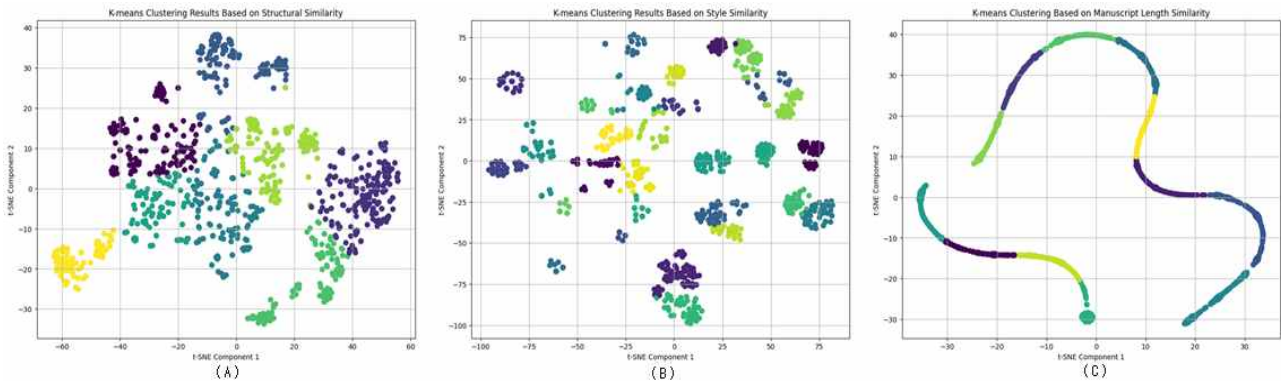 K-means Clustering Results Based on Structural Similarity
40
30
20
10
0
−10
−20
−30
t-SNE Component 2
−60 −40 −20 0 20 40 60
t-SNE Component 1
(A)
K-means Clustering Results Based on Style Similarity
75
50
25
0
−25
−50
−75
−100
t-SNE Component 2
−100 −75 −50 −25 0 25 50 75
t-SNE Component 1
(B)
K-means Clustering Based on Manuscript Length Similarity
40
30
20
10
0
−10
−20
−30
t-SNE Component 2
−30 −20 −10 0 10 20 30
t-SNE Component 1
(C)